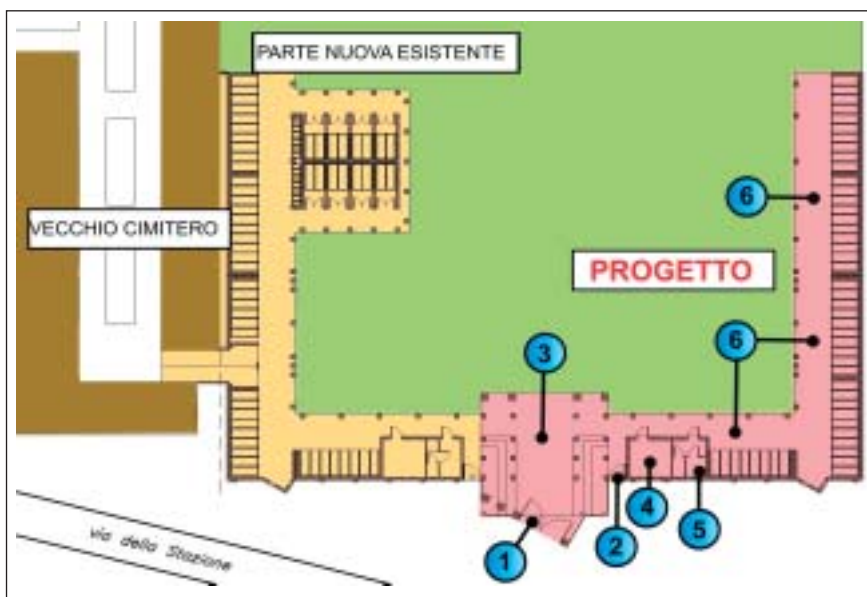 PARTE NUOVA ESISTENTE
6
VECCHIO CIMITERO
PROGETTO
3
6
via della Stazione
1
2
4
5